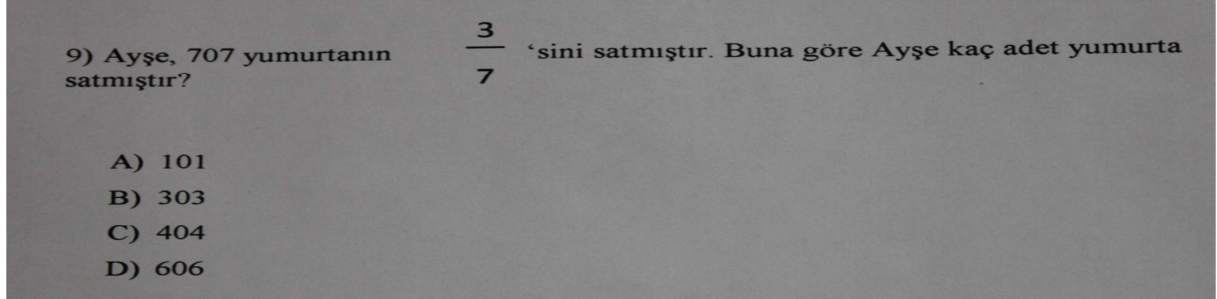 9) Ayşe, 707 yumurtanın 3/7 ‘sini satmıştır. Buna göre Ayşe kaç adet yumurta
satmıştır?
A) 101
B) 303
C) 404
D) 606